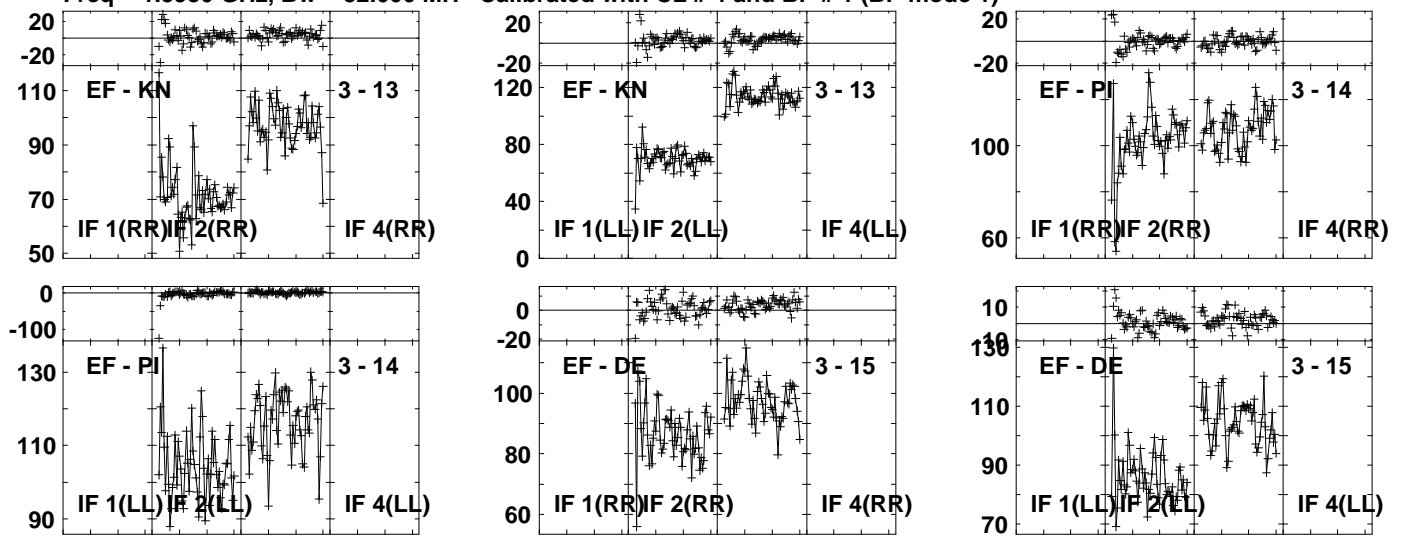 20 20 20
-20 -20 -20
EF - KN 3 - 13 EF - KN 3 - 13 EF - PI 3 - 14
110 120
90 80 100
70 40
IF 1(RR) IF 2(RR) IF 4(RR) IF 1(LL) IF 2(LL) IF 4(LL) IF 1(RR) IF 2(RR) IF 4(RR)
50 0 60
0 0 10
-100 -20 -10
EF - PI 3 - 14 EF - DE 3 - 15 EF - DE 3 - 15
130 100 130
110 80 110
90
IF 1(LL) IF 2(LL) IF 4(LL) IF 1(RR) IF 2(RR) IF 4(RR) IF 1(LL) IF 2(LL) IF 4(LL)
90 60 70